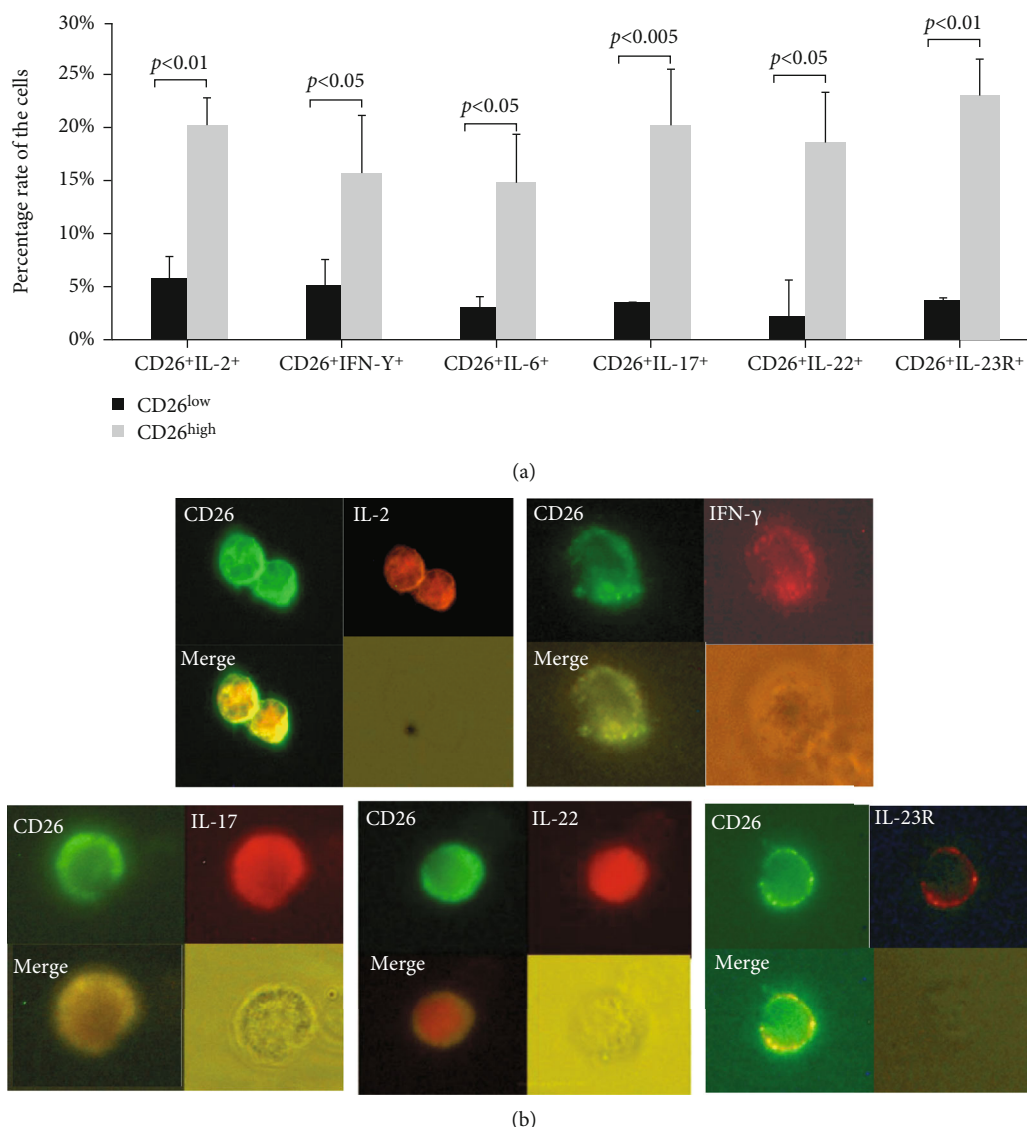 30%
25%
20%
15%
10%
5%
0%
Percentage rate of the cells
p<0.01
p<0.05
p<0.05
p<0.005
p<0.05
p<0.01
CD26⁺IL-2⁺
CD26⁺IFN-Y⁺
CD26⁺IL-6⁺
CD26⁺IL-17⁺
CD26⁺IL-22⁺
CD26⁺IL-23R⁺
CD26low
CD26high
(a)
CD26
IL-2
Merge
CD26
IFN-γ
Merge
CD26
IL-17
Merge
CD26
IL-22
Merge
CD26
IL-23R
Merge
(b)